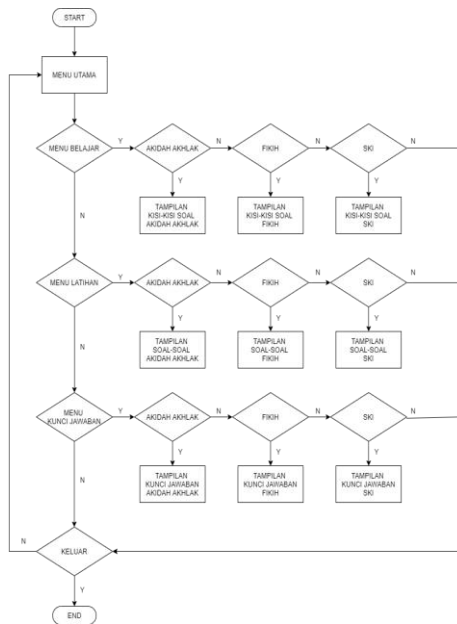 START
MENU UTAMA
MENU BELAJAR
Y
AKIDAH AKHLAK
N
FIKIH
N
SKI
N
Y
Y
Y
TAMPILAN
KISI-KISI SOAL
AKIDAH AKHLAK
TAMPILAN
KISI-KISI SOAL
FIKIH
TAMPILAN
KISI-KISI SOAL
SKI
N
MENU LATIHAN
Y
AKIDAH AKHLAK
N
FIKIH
N
SKI
N
Y
Y
Y
TAMPILAN
SOAL-SOAL
AKIDAH AKHLAK
TAMPILAN
SOAL-SOAL
FIKIH
TAMPILAN
SOAL-SOAL
SKI
N
MENU
KUNCI JAWABAN
Y
AKIDAH AKHLAK
N
FIKIH
N
SKI
N
Y
Y
Y
TAMPILAN
KUNCI JAWABAN
AKIDAH AKHLAK
TAMPILAN
KUNCI JAWABAN
FIKIH
TAMPILAN
KUNCI JAWABAN
SKI
N
N
KELUAR
Y
END